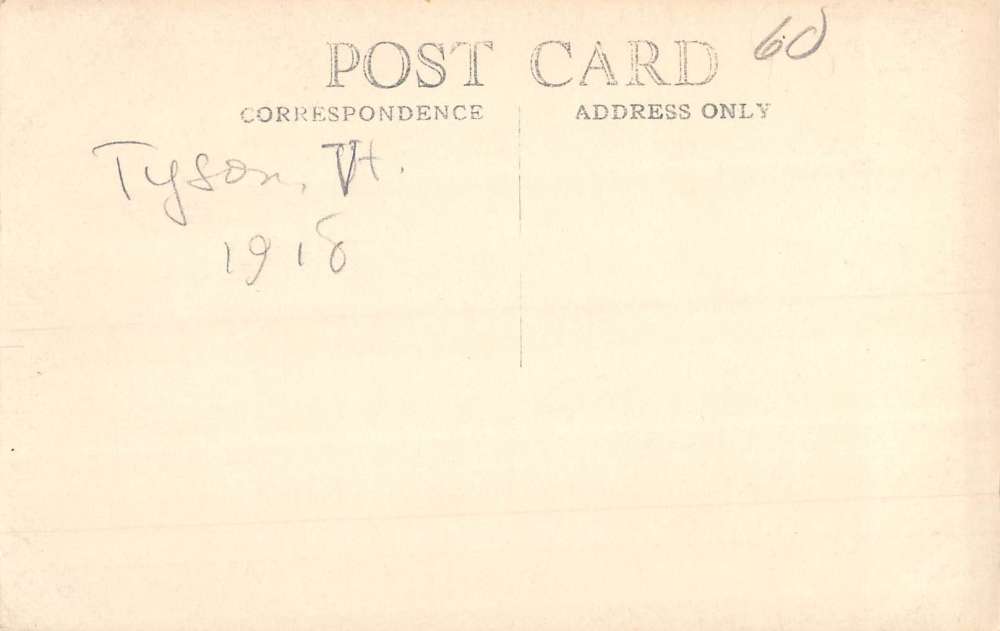 POST CARD 60
CORRESPONDENCE ADDRESS ONLY
Tyson, Vt.
1918